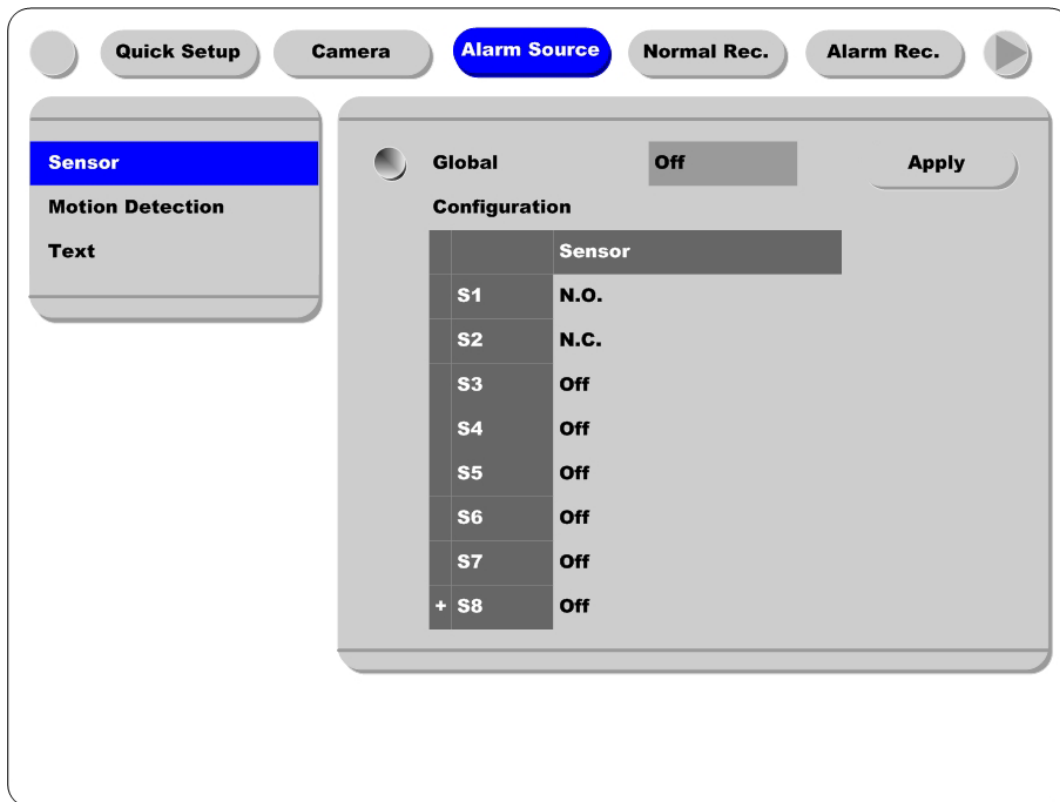 Quick Setup Camera Alarm Source Normal Rec. Alarm Rec.
Sensor
Motion Detection
Text
Global Off Apply
Configuration
Sensor
S1 N.O.
S2 N.C.
S3 Off
S4 Off
S5 Off
S6 Off
S7 Off
+ S8 Off